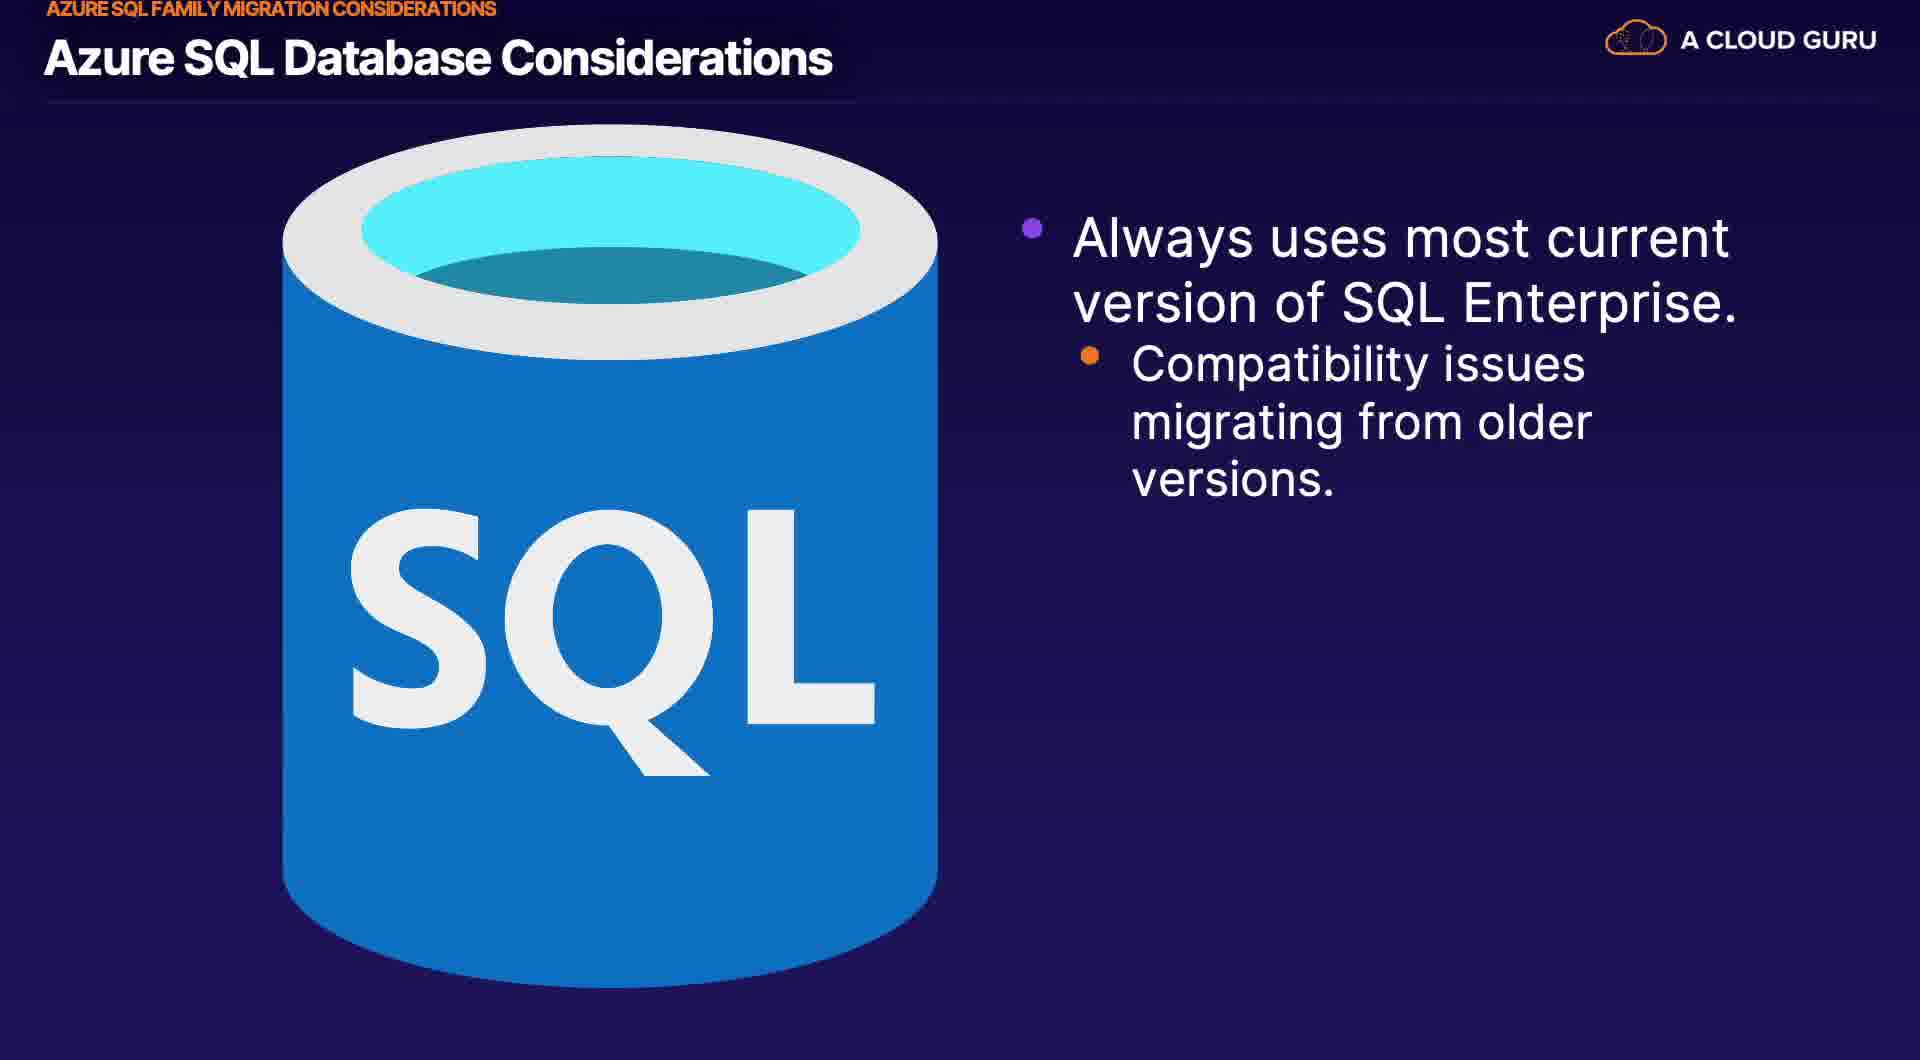 AZURE SQL FAMILY MIGRATION CONSIDERATIONS
Azure SQL Database Considerations
A CLOUD GURU
Always uses most current
version of SQL Enterprise.
Compatibility issues
migrating from older
versions.
SQL